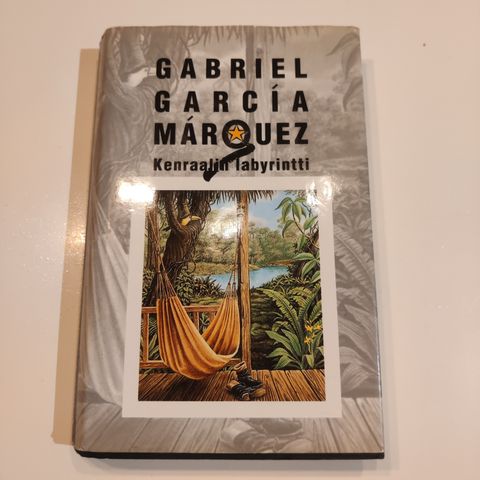 GABRIEL
GARCÍA
MÁRQUEZ
Kenraalin labyrintti